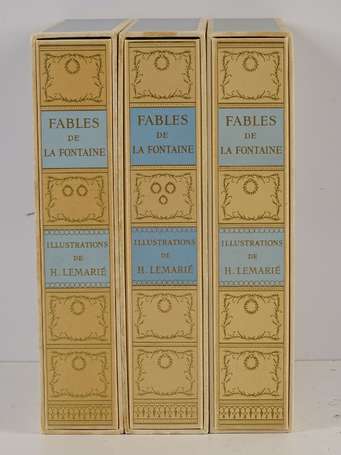 FABLES
DE
LA FONTAINE
ILLUSTRATIONS
DE
H. LEMARIÉ
FABLES
DE
LA FONTAINE
ILLUSTRATIONS
DE
H. LEMARIÉ
FABLES
DE
LA FONTAINE
ILLUSTRATIONS
DE
H. LEMARIÉ